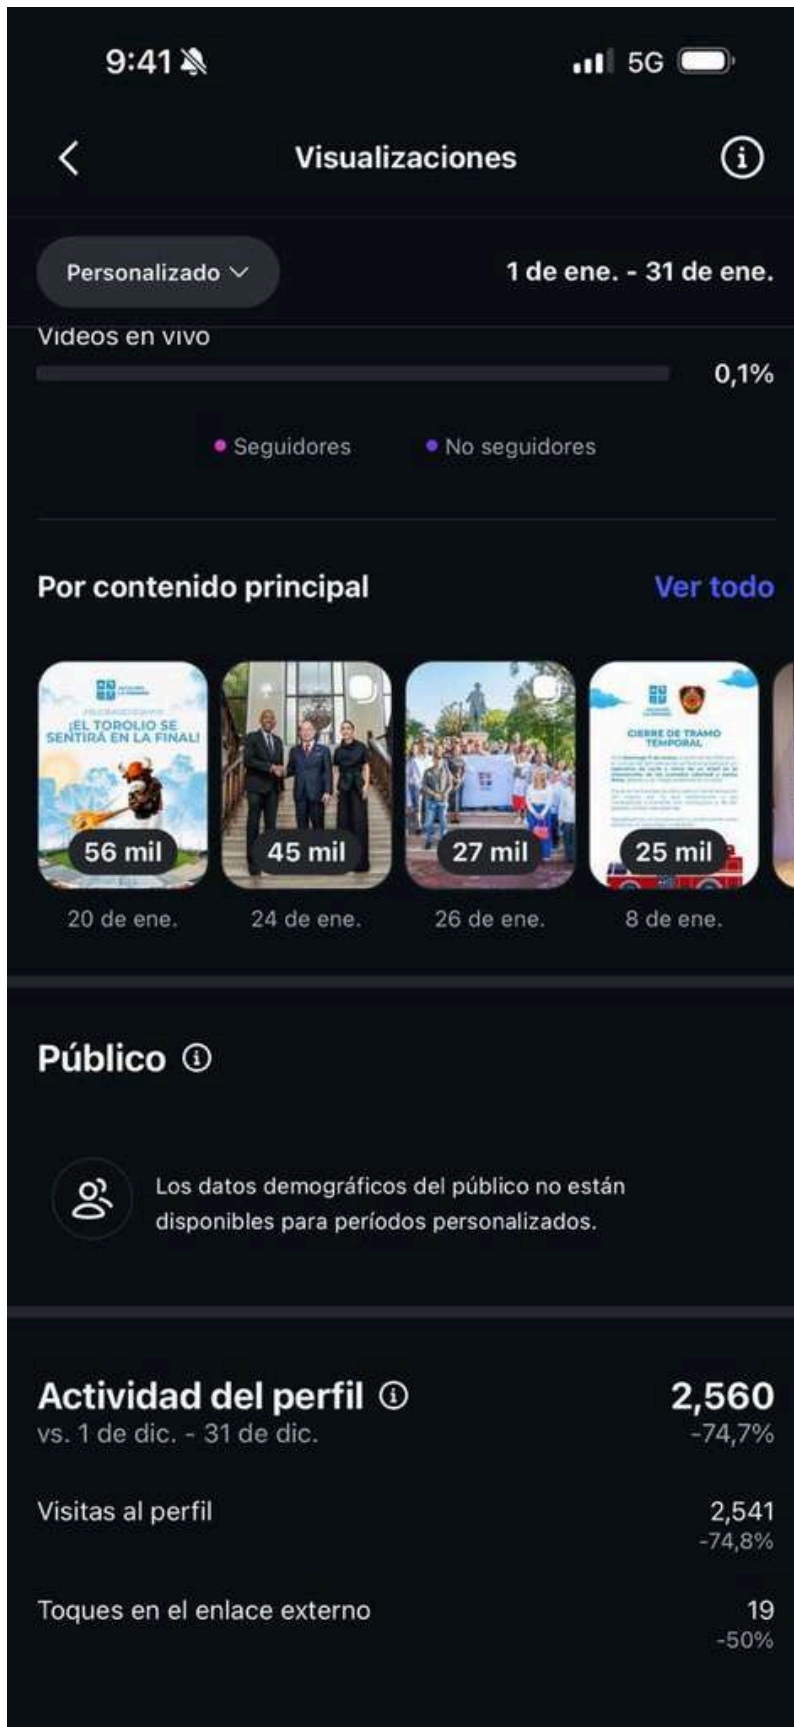 9:41
5G
Visualizaciones
Personalizado
1 de ene. - 31 de ene.
Videos en vivo
0,1%
Seguidores
No seguidores
Por contenido principal
Ver todo
¡EL TOROLIO SE
SENTIRÁ EN LA FINAL!
CIERRE DE TRAMO
TEMPORAL
56 mil
45 mil
27 mil
25 mil
20 de ene.
24 de ene.
26 de ene.
8 de ene.
Público
Los datos demográficos del público no están
disponibles para períodos personalizados.
Actividad del perfil
2,560
vs. 1 de dic. - 31 de dic.
-74,7%
Visitas al perfil
2,541
-74,8%
Toques en el enlace externo
19
-50%